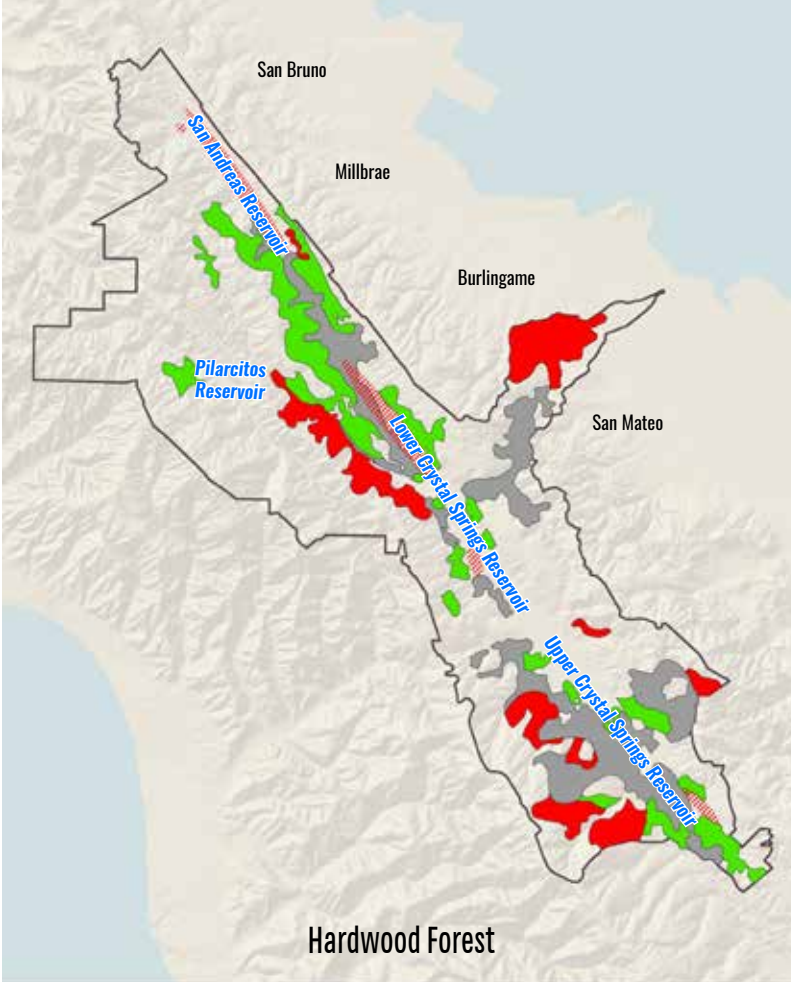 San Bruno
San Andreas Reservoir
Millbrae
Burlingame
Pilarcitos
Reservoir
San Mateo
Lower Crystal Springs Reservoir
Upper Crystal Springs Reservoir
Hardwood Forest